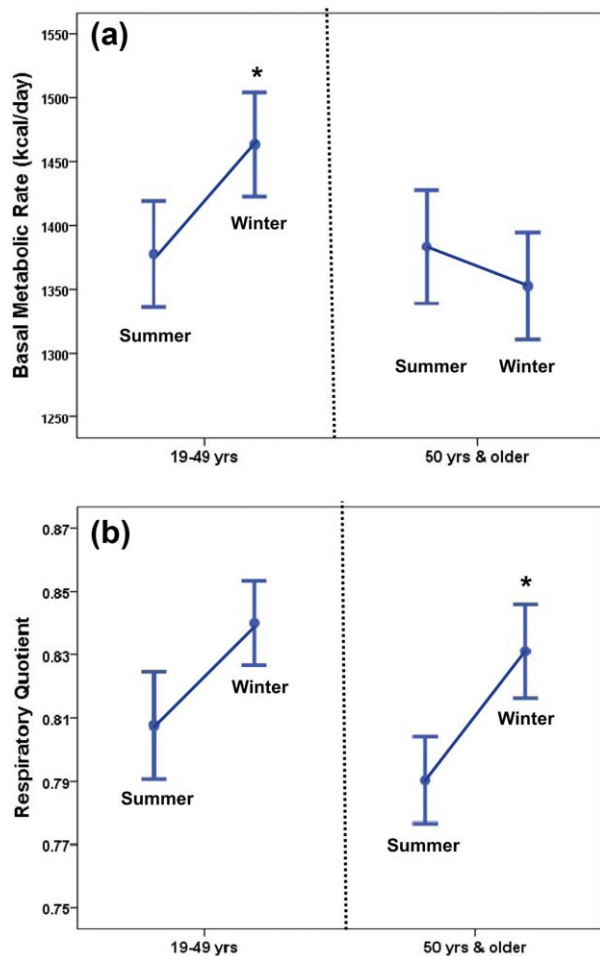 (a)
Basal Metabolic Rate (kcal/day)
1550
1500
1450
1400
1350
1300
1250
*
Winter
Summer
Summer
Winter
19-49 yrs
50 yrs & older
(b)
Respiratory Quotient
0.87
0.85
0.83
0.81
0.79
0.77
0.75
*
Winter
Summer
Winter
Summer
19-49 yrs
50 yrs & older